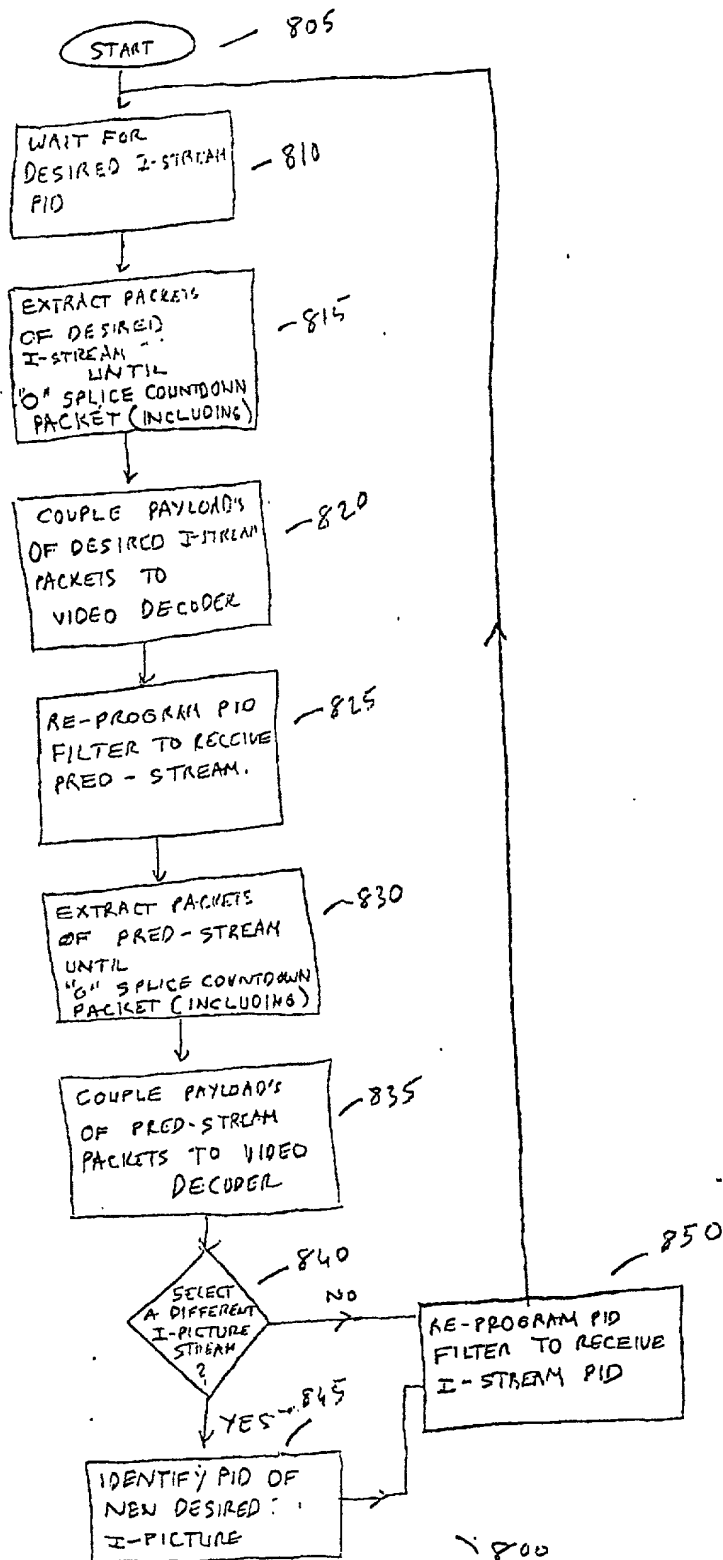 START
805
WAIT FOR
DESIRED I-STREAM
PID
810
EXTRACT PACKETS
OF DESIRED
I-STREAM
UNTIL
"O" SPLICE COUNTDOWN
PACKET (INCLUDING)
815
COUPLE PAYLOAD'S
OF DESIRED I-STREAM
PACKETS TO
VIDEO DECODER
820
RE-PROGRAM PID
FILTER TO RECEIVE
PRED - STREAM.
825
EXTRACT PACKETS
OF PRED-STREAM
UNTIL
"O" SPLICE COUNTDOWN
PACKET (INCLUDING)
830
COUPLE PAYLOAD'S
OF PRED-STREAM
PACKETS TO VIDEO
DECODER
835
SELECT
A DIFFERENT
I-PICTURE
STREAM
?
840
NO
YES
RE-PROGRAM PID
FILTER TO RECEIVE
I-STREAM PID
850
IDENTIFY PID OF
NEW DESIRED
I-PICTURE
845
800